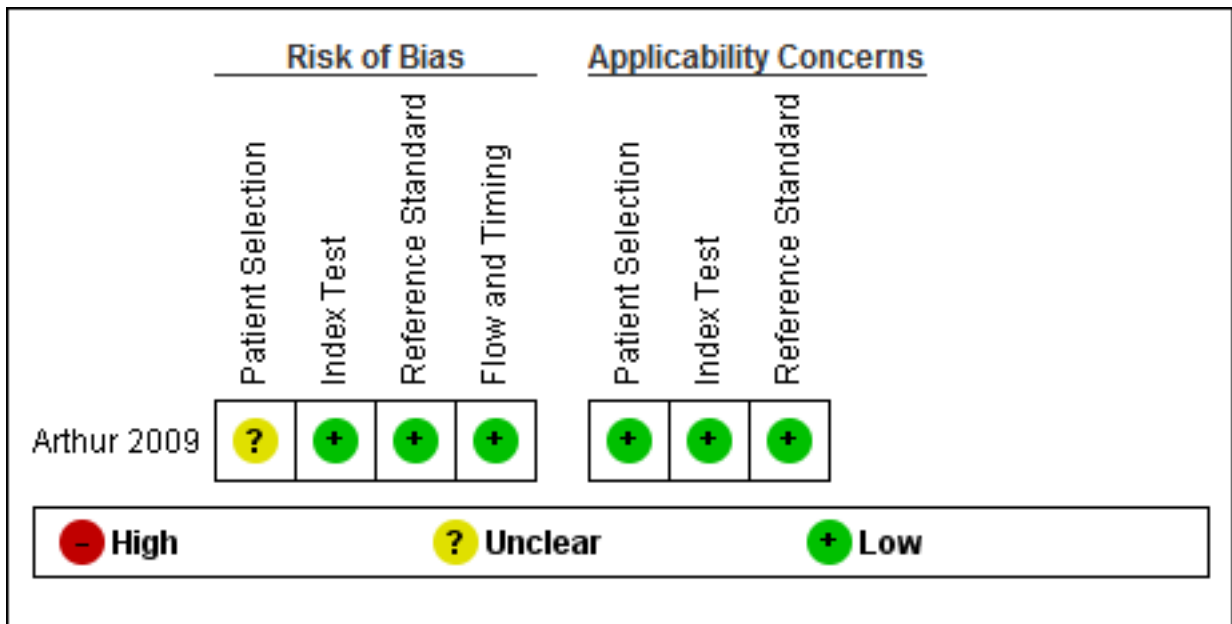 Risk of Bias
Applicability Concerns
Patient Selection
Index Test
Reference Standard
Flow and Timing
Patient Selection
Index Test
Reference Standard
Arthur 2009 ? + + + + + +
- High ? Unclear + Low